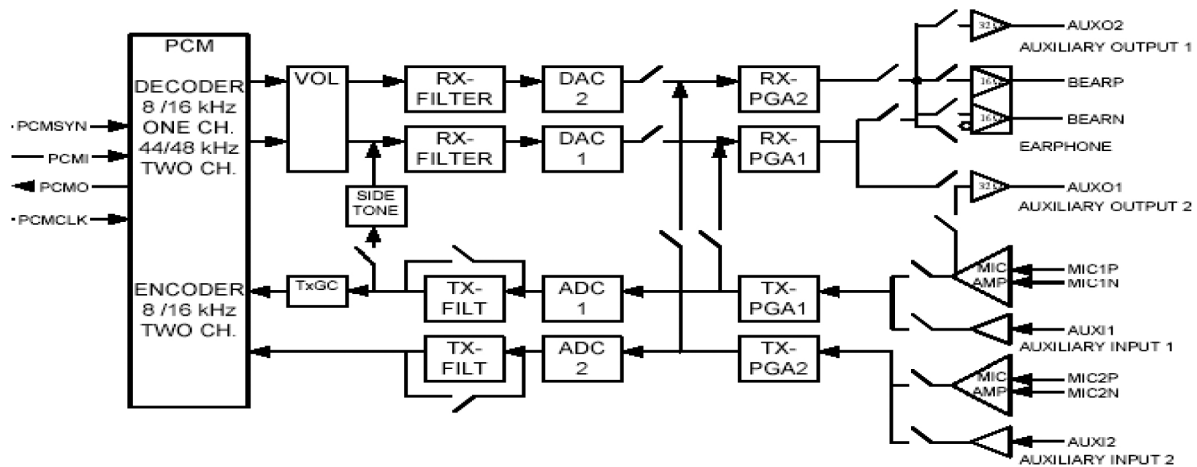 PCM
DECODER
8 /16 kHz
ONE CH.
44/48 kHz
TWO CH.
ENCODER
8 /16 kHz
TWO CH.
PCMSYN
PCMI
PCMO
PCMCLK
VOL
RX-
FILTER
DAC
2
RX-
PGA2
RX-
FILTER
DAC
1
RX-
PGA1
SIDE
TONE
TxGC
TX-
FILT
ADC
1
TX-
PGA1
TX-
FILT
ADC
2
TX-
PGA2
32Ω
AUXO2
AUXILIARY OUTPUT 1
16Ω
BEARP
16Ω
BEARN
EARPHONE
32Ω
AUXO1
AUXILIARY OUTPUT 2
MIC
AMP
MIC1P
MIC1N
AUXI1
AUXILIARY INPUT 1
MIC
AMP
MIC2P
MIC2N
AUXI2
AUXILIARY INPUT 2